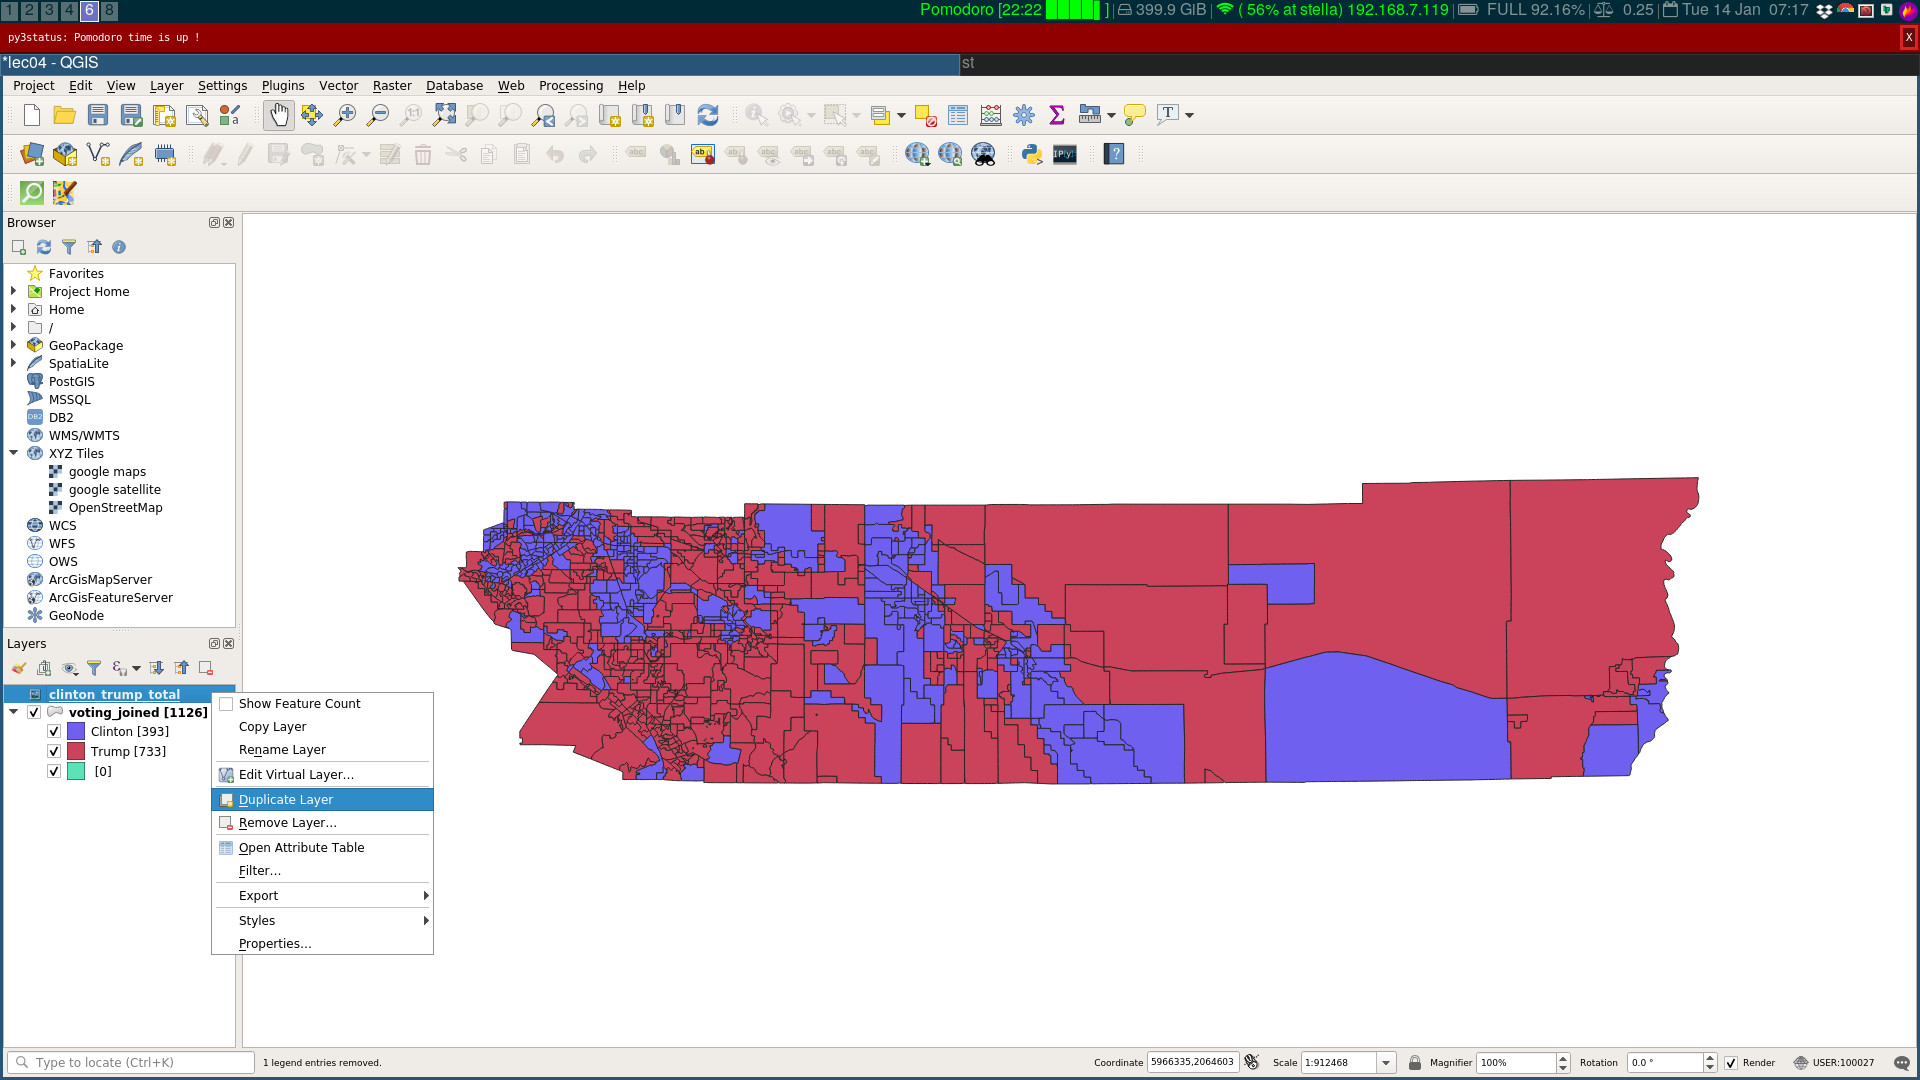 1 2 3 4 6 8
Pomodoro [22:22 ] 399.9 GiB ( 56% at stella) 192.168.7.119 FULL 92.16% 0.25 Tue 14 Jan 07:17
py3status: Pomodoro time is up ! X
*lec04 - QGIS st
Project Edit View Layer Settings Plugins Vector Raster Database Web Processing Help
Browser
Favorites
Project Home
Home
/
GeoPackage
SpatiaLite
PostGIS
MSSQL
DB2
WMS/WMTS
XYZ Tiles
google maps
google satellite
OpenStreetMap
WCS
WFS
OWS
ArcGisMapServer
ArcGisFeatureServer
GeoNode
Layers
clinton_trump_total
voting_joined [1126]
Clinton [393]
Trump [733]
[0]
Show Feature Count
Copy Layer
Rename Layer
Edit Virtual Layer…
Duplicate Layer
Remove Layer…
Open Attribute Table
Filter…
Export
Styles
Properties…
Type to locate (Ctrl+K) 1 legend entries removed. Coordinate 5966335,2064603 Scale 1:912468 Magnifier 100% Rotation 0.0 ° Render USER:100027